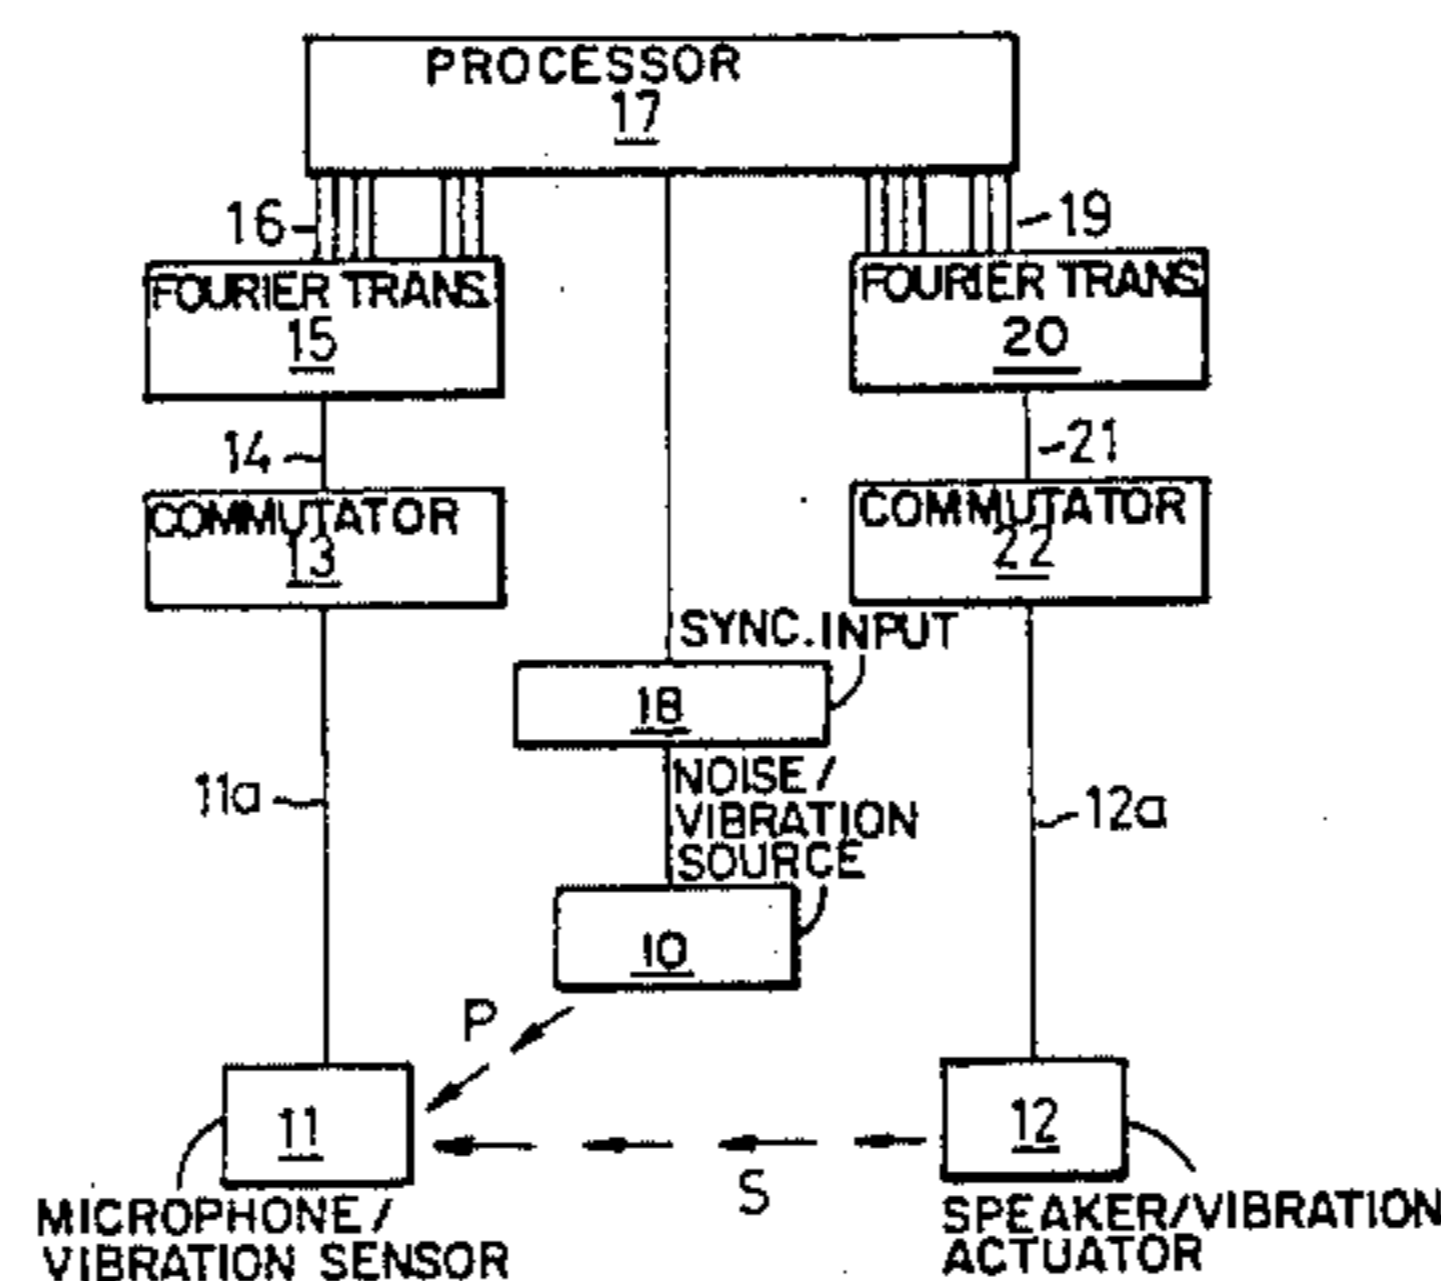 PROCESSOR
17
16
19
FOURIER TRANS.
15
FOURIER TRANS.
20
14
21
COMMUTATOR
13
COMMUTATOR
22
SYNC. INPUT
18
NOISE/
VIBRATION
SOURCE
11a
12a
10
P
11
12
S
MICROPHONE/
VIBRATION SENSOR
SPEAKER/VIBRATION
ACTUATOR